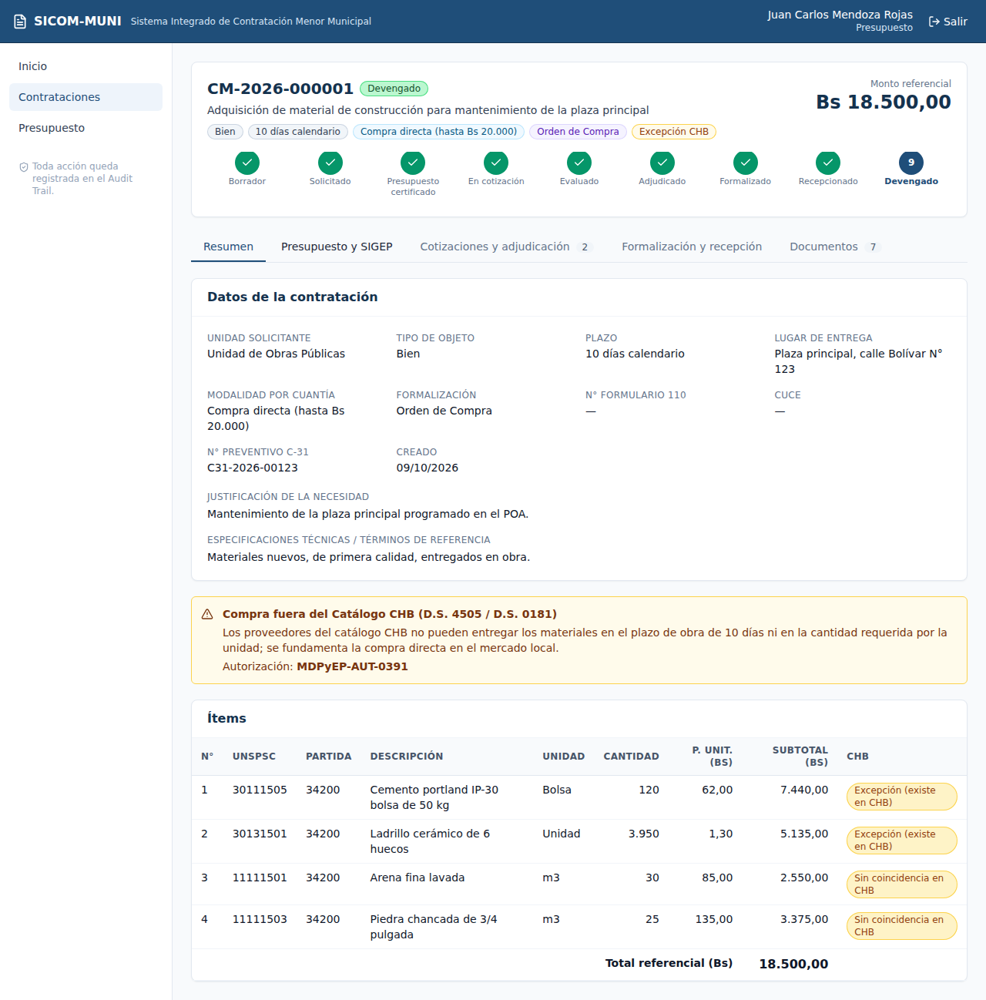 SICOM-MUNI Sistema Integrado de Contratación Menor Municipal
Juan Carlos Mendoza Rojas
Presupuesto
Salir
Inicio
Contrataciones
Presupuesto
Toda acción queda
registrada en el Audit
Trail.
CM-2026-000001 Devengado
Adquisición de material de construcción para mantenimiento de la plaza principal
Monto referencial
Bs 18.500,00
Bien 10 días calendario Compra directa (hasta Bs 20.000) Orden de Compra Excepción CHB
9
Borrador Solicitado Presupuesto certificado En cotización Evaluado Adjudicado Formalizado Recepcionado Devengado
Resumen Presupuesto y SIGEP Cotizaciones y adjudicación 2 Formalización y recepción Documentos 7
Datos de la contratación
UNIDAD SOLICITANTE
Unidad de Obras Públicas
TIPO DE OBJETO
Bien
PLAZO
10 días calendario
LUGAR DE ENTREGA
Plaza principal, calle Bolívar N°
123
MODALIDAD POR CUANTÍA
Compra directa (hasta Bs
20.000)
FORMALIZACIÓN
Orden de Compra
N° FORMULARIO 110
—
CUCE
—
N° PREVENTIVO C-31
C31-2026-00123
CREADO
09/10/2026
JUSTIFICACIÓN DE LA NECESIDAD
Mantenimiento de la plaza principal programado en el POA.
ESPECIFICACIONES TÉCNICAS / TÉRMINOS DE REFERENCIA
Materiales nuevos, de primera calidad, entregados en obra.
Compra fuera del Catálogo CHB (D.S. 4505 / D.S. 0181)
Los proveedores del catálogo CHB no pueden entregar los materiales en el plazo de obra de 10 días ni en la cantidad requerida por la
unidad; se fundamenta la compra directa en el mercado local.
Autorización: MDPyEP-AUT-0391
Ítems
N° UNSPSC PARTIDA DESCRIPCIÓN UNIDAD CANTIDAD P. UNIT. (BS) SUBTOTAL (BS) CHB
1 30111505 34200 Cemento portland IP-30 bolsa de 50 kg Bolsa 120 62,00 7.440,00 Excepción (existe en CHB)
2 30131501 34200 Ladrillo cerámico de 6 huecos Unidad 3.950 1,30 5.135,00 Excepción (existe en CHB)
3 11111501 34200 Arena fina lavada m3 30 85,00 2.550,00 Sin coincidencia en CHB
4 11111503 34200 Piedra chancada de 3/4 pulgada m3 25 135,00 3.375,00 Sin coincidencia en CHB
Total referencial (Bs) 18.500,00